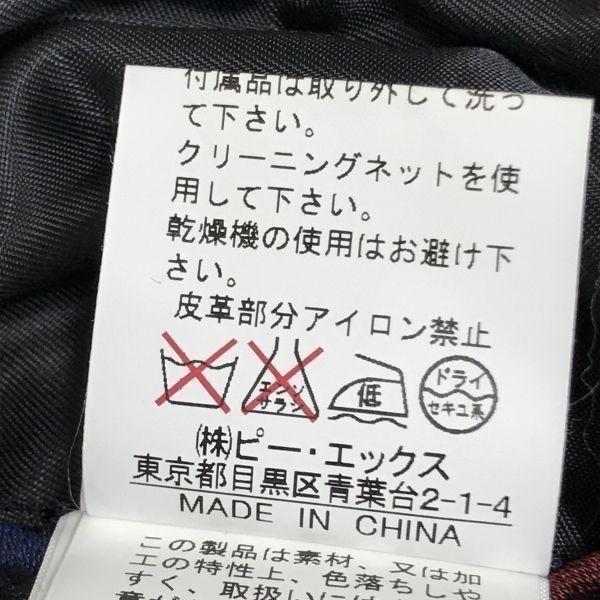 付属品は取り外して洗っ
て下さい。
クリーニングネットを使
用して下さい。
乾燥機の使用はお避け下
さい。
皮革部分アイロン禁止
エンソ
サラシ
低
ドライ
セキユ系
㈱ピー・エックス
東京都目黒区青葉台2-1-4
MADE IN CHINA
この製品は素材、又は加
工の特性上、色落ちしや
すく、取扱いには